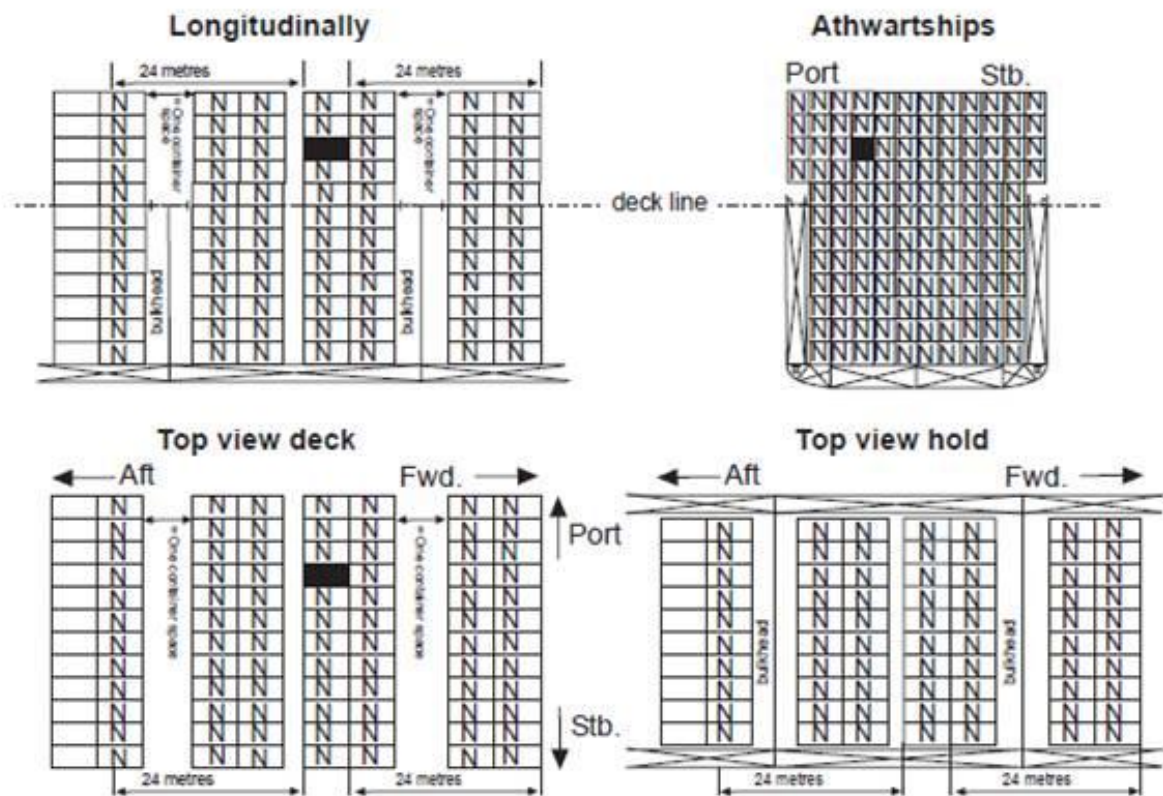 Longitudinally
24 metres
24 metres
N N N N N N N
N N N N N N N
N N N N N N
N N N N N N N
N N N N N N N
N N N N N N N
N N N N N N N
N N N N N N N
N N N N N N N
N N N N N N N
N N N N N N N
N N N N N N N
= One container
space
= One container
space
bulkhead
bulkhead
Athwartships
Port
Stb.
N N N N N N N N N N N N
N N N N N N N N N N N N
N N N N N N N N N N N
N N N N N N N N N N N N
deck line
N N N N N N N N N N
N N N N N N N N N N
N N N N N N N N N N
N N N N N N N N N N
N N N N N N N N N N
N N N N N N N N N N
N N N N N N N N N N
N N N N N N N N N N
Top view deck
Aft
Fwd.
N N N N N N N
N N N N N N N
N N N N N N N
N N N N N N
N N N N N N N
N N N N N N N
N N N N N N N
N N N N N N N
N N N N N N N
N N N N N N N
N N N N N N N
N N N N N N N
= One container space
= One container space
Port
Stb.
24 metres
24 metres
Top view hold
Aft
Fwd.
N N N N N N N
N N N N N N N
N N N N N N N
N N N N N N N
N N N N N N N
N N N N N N N
N N N N N N N
N N N N N N N
N N N N N N N
N N N N N N N
bulkhead
bulkhead
24 metres
24 metres